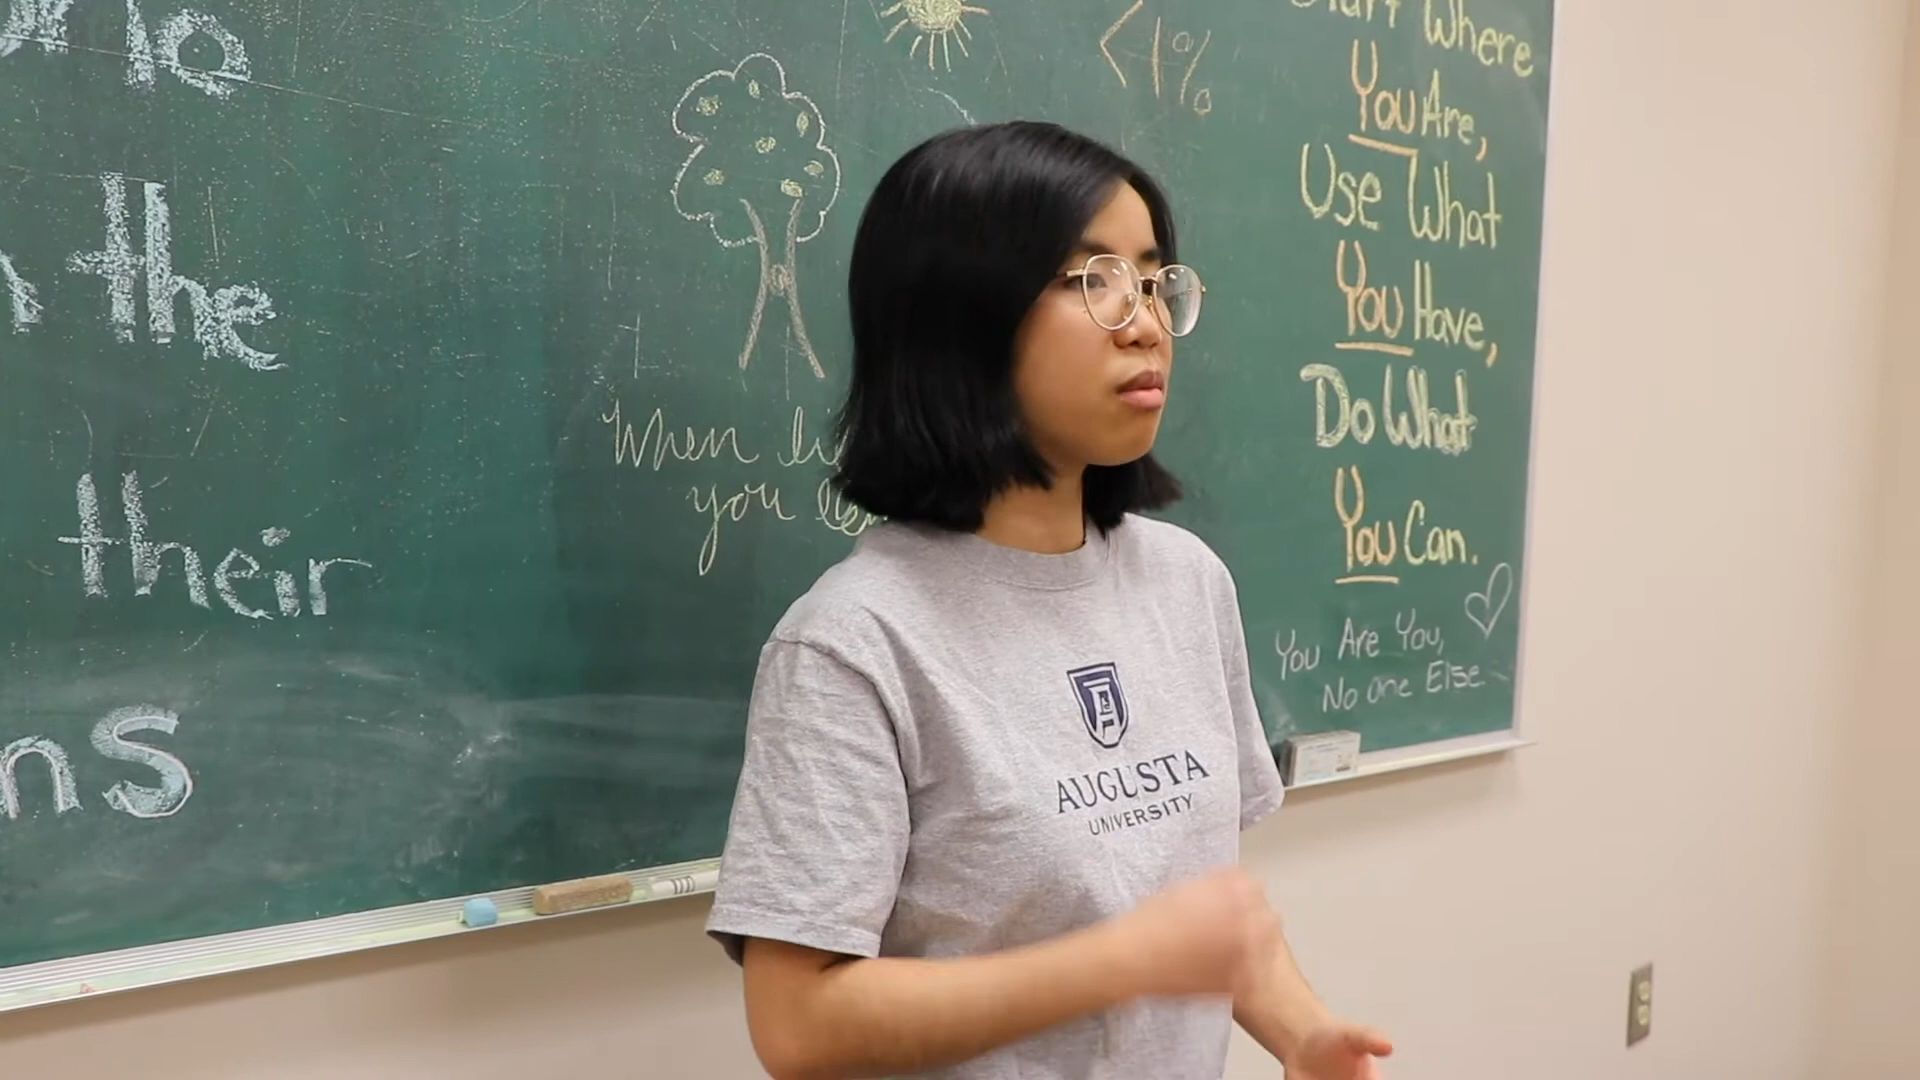 the
their
ns
When
you
<1%
Start Where
You Are,
Use What
You Have,
Do What
You Can.
You Are You,
No one Else
AUGUSTA
UNIVERSITY